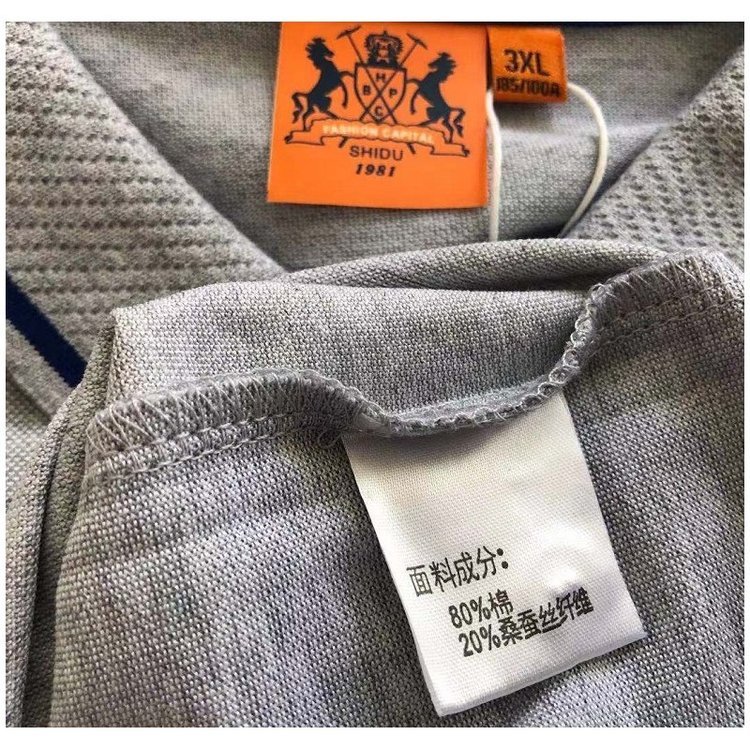 3XL
185/100A
H
B P
C
FASHION CAPITAL
SHIDU
1981
面料成分:
80%棉
20%桑蚕丝纤维